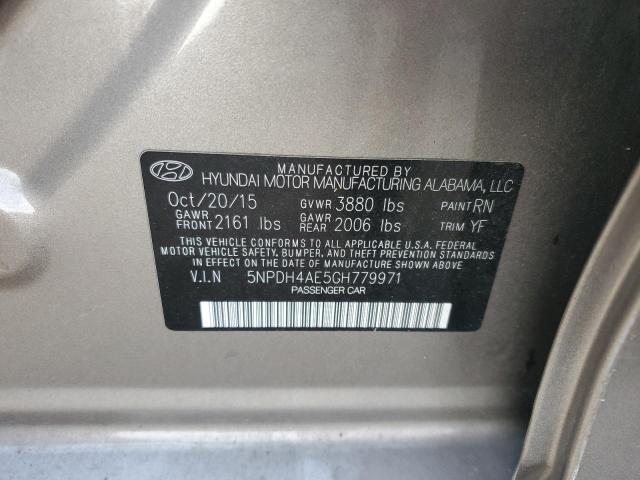 MANUFACTURED BY
HYUNDAI MOTOR MANUFACTURING ALABAMA, LLC
Oct/20/15 GVWR 3880 lbs PAINT RN
GAWR FRONT 2161 lbs GAWR REAR 2006 lbs TRIM YF
THIS VEHICLE CONFORMS TO ALL APPLICABLE U.S.A. FEDERAL
MOTOR VEHICLE SAFETY, BUMPER, AND THEFT PREVENTION STANDARDS
IN EFFECT ON THE DATE OF MANUFACTURE SHOWN ABOVE.
V.I.N 5NPDH4AE5GH779971
PASSENGER CAR